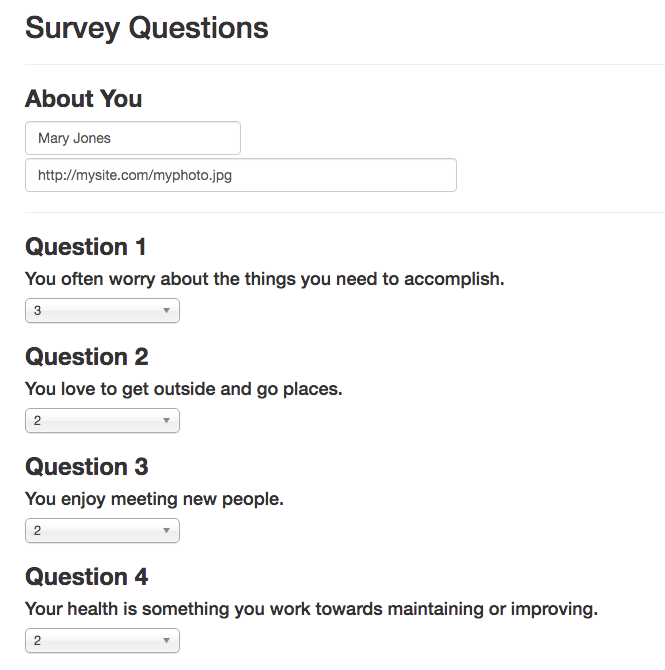 Survey Questions
About You
Mary Jones
http://mysite.com/myphoto.jpg
Question 1
You often worry about the things you need to accomplish.
3
Question 2
You love to get outside and go places.
2
Question 3
You enjoy meeting new people.
2
Question 4
Your health is something you work towards maintaining or improving.
2